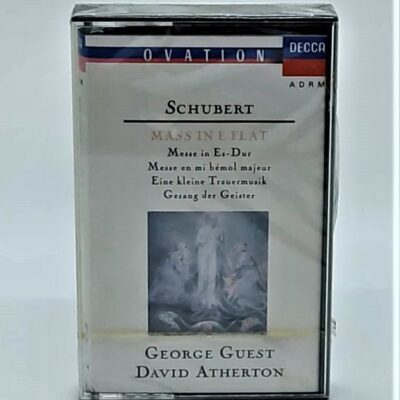 OVATION
DECCA
ADRM
SCHUBERT
MASS IN E FLAT
Messe in Es-Dur
Messe en mi bémol majeur
Eine kleine Trauermusik
Gesang der Geister
GEORGE GUEST
DAVID ATHERTON